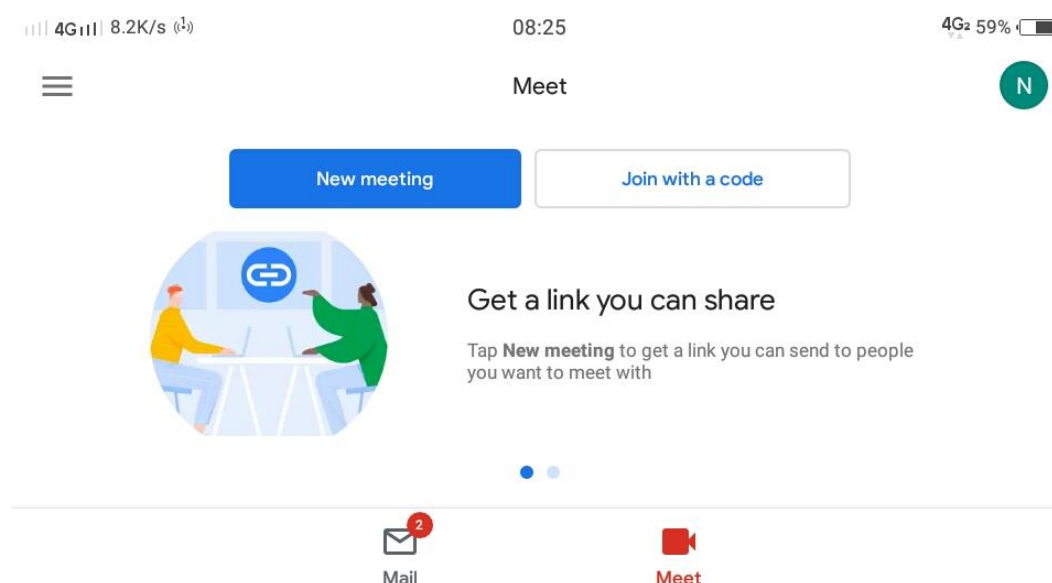 4G 8.2K/s 08:25 4G2 59%
Meet N
New meeting Join with a code
Get a link you can share
Tap New meeting to get a link you can send to people
you want to meet with
2
Mail Meet